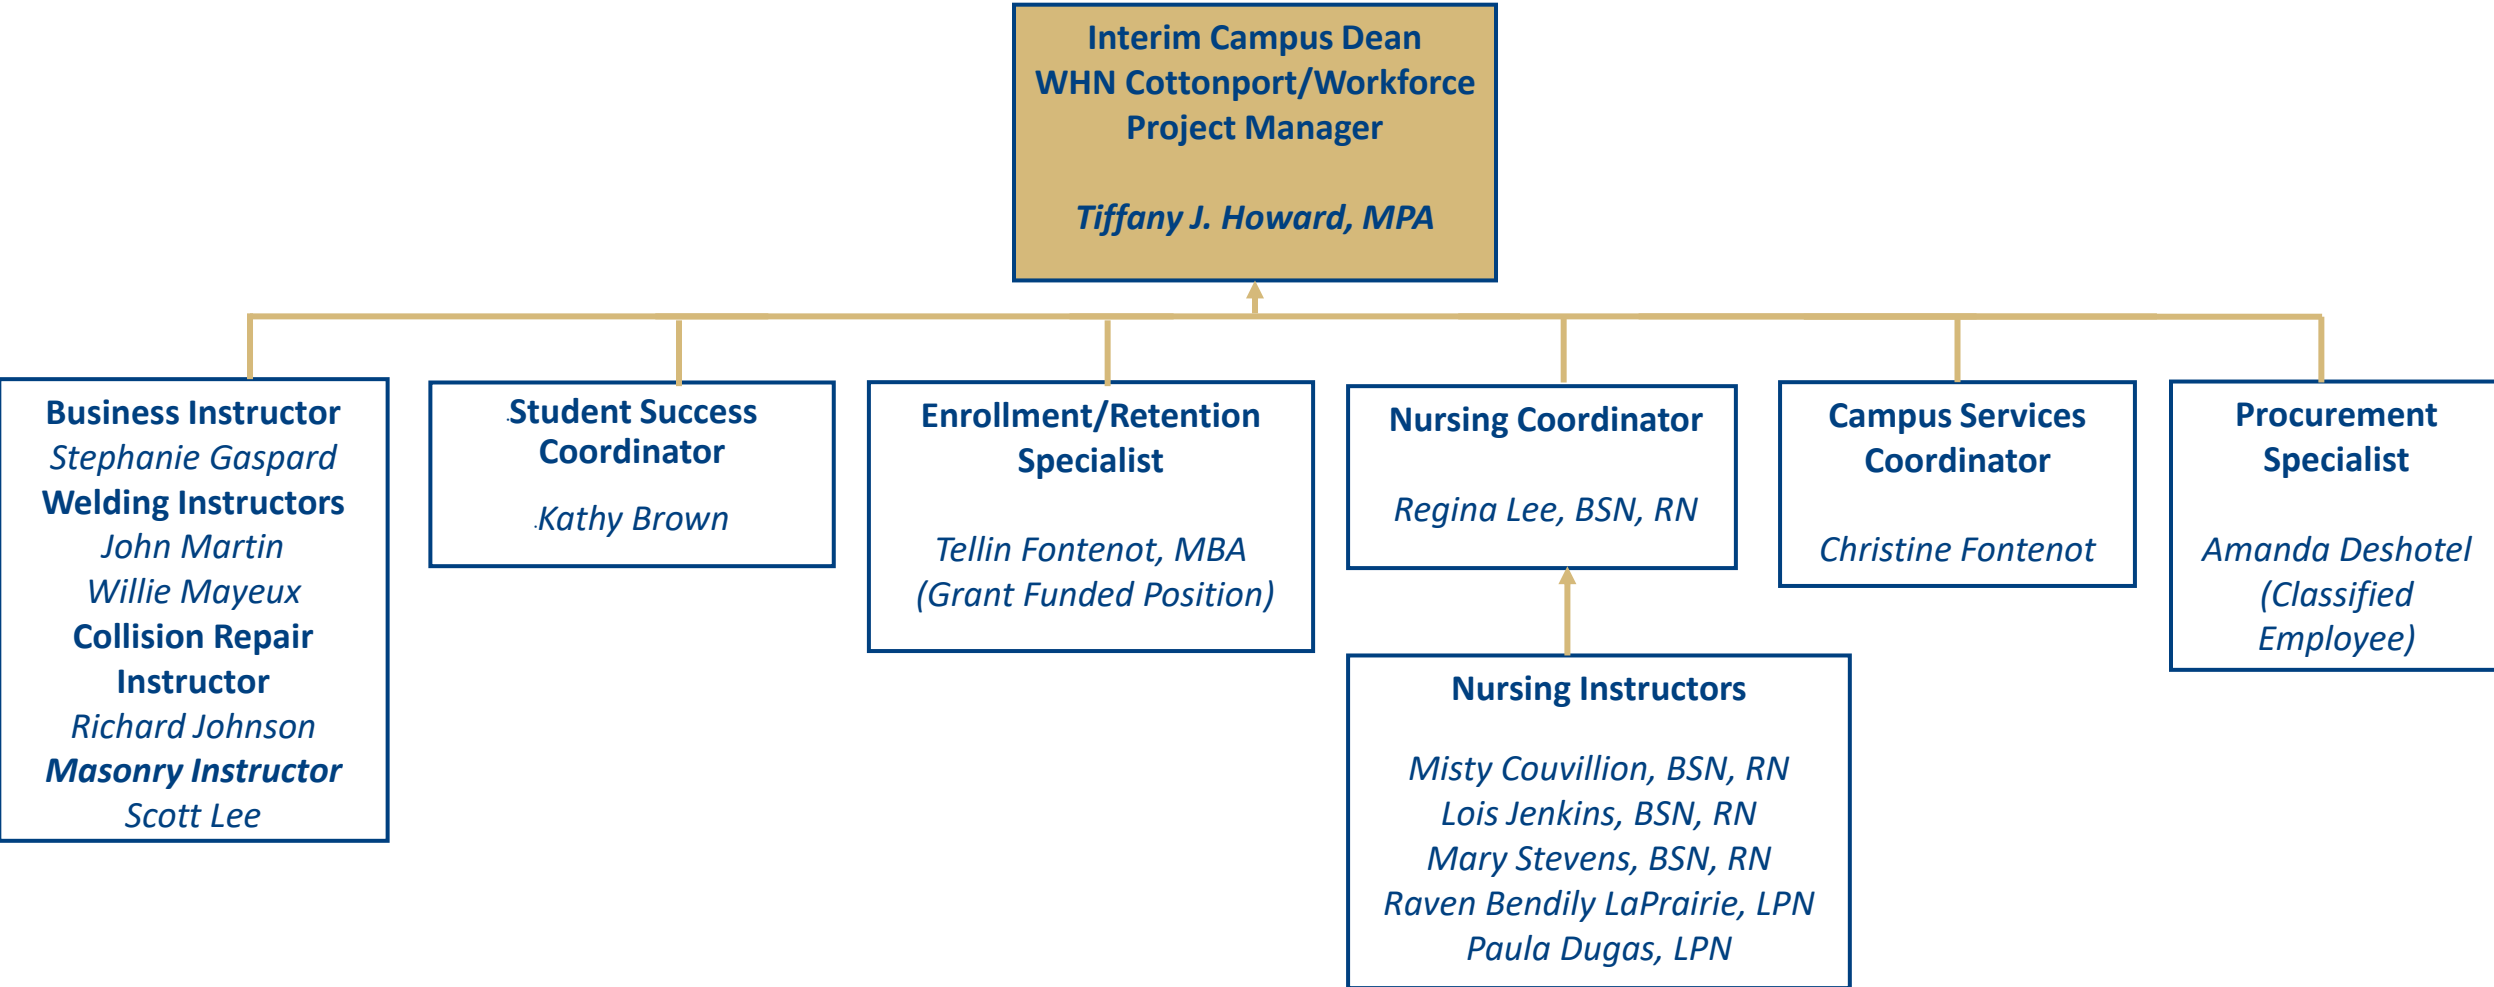 Interim Campus Dean
WHN Cottonport/Workforce
Project Manager
Tiffany J. Howard, MPA
Business Instructor
Stephanie Gaspard
Welding Instructors
John Martin
Willie Mayeux
Collision Repair
Instructor
Richard Johnson
Masonry Instructor
Scott Lee
.Student Success
Coordinator
.Kathy Brown
Enrollment/Retention
Specialist
Tellin Fontenot, MBA
(Grant Funded Position)
Nursing Coordinator
Regina Lee, BSN, RN
Nursing Instructors
Misty Couvillion, BSN, RN
Lois Jenkins, BSN, RN
Mary Stevens, BSN, RN
Raven Bendily LaPrairie, LPN
Paula Dugas, LPN
Campus Services
Coordinator
Christine Fontenot
Procurement
Specialist
Amanda Deshotel
(Classified
Employee)